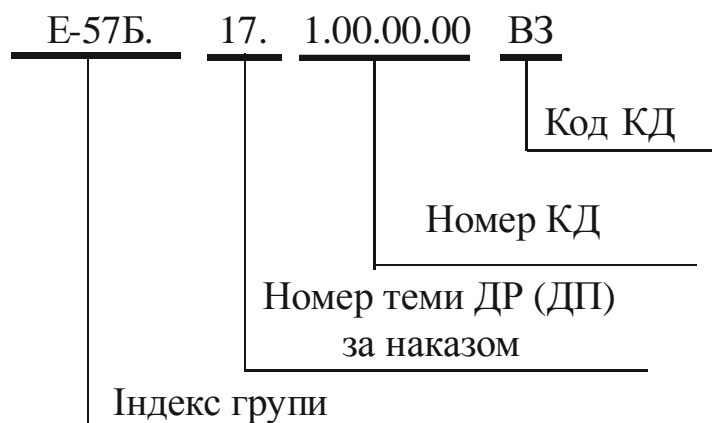 Е-57Б. 17. 1.00.00.00 ВЗ
Код КД
Номер КД
Номер теми ДР (ДП)
за наказом
Індекс групи